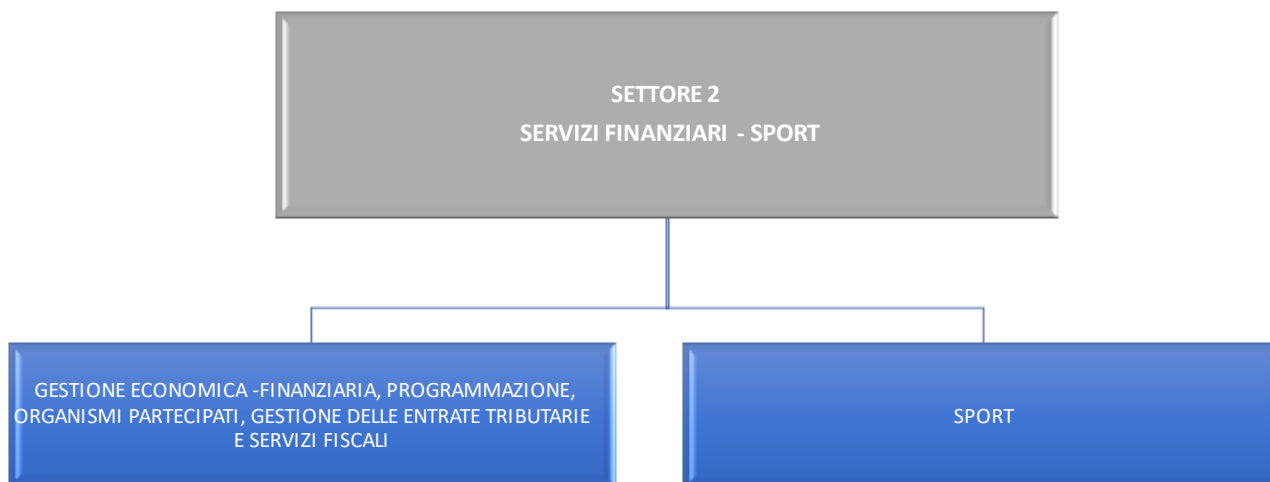 SETTORE 2
SERVIZI FINANZIARI - SPORT
GESTIONE ECONOMICA -FINANZIARIA, PROGRAMMAZIONE,
ORGANISMI PARTECIPATI, GESTIONE DELLE ENTRATE TRIBUTARIE
E SERVIZI FISCALI
SPORT